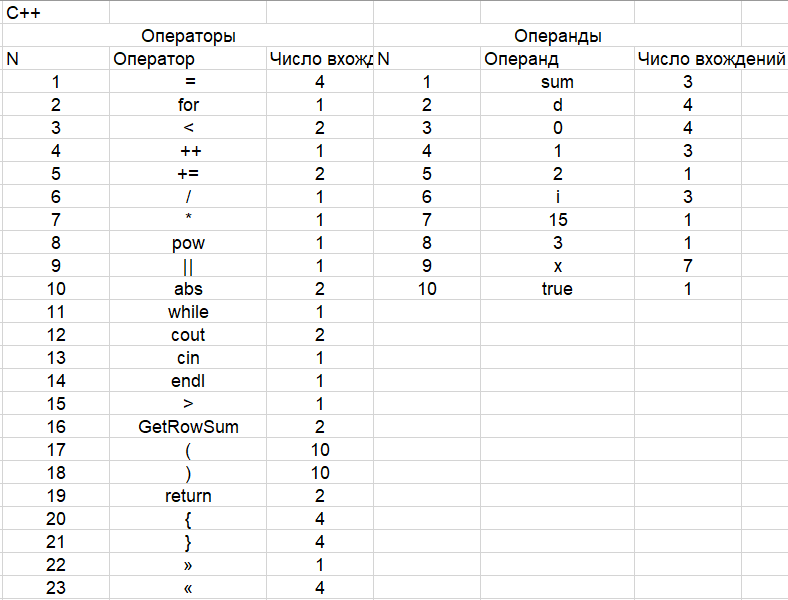 C++
Операторы Операнды
N Оператор Число вхожд N Операнд Число вхождений
1 = 4 1 sum 3
2 for 1 2 d 4
3 < 2 3 0 4
4 ++ 1 4 1 3
5 += 2 5 2 1
6 / 1 6 i 3
7 * 1 7 15 1
8 pow 1 8 3 1
9 || 1 9 x 7
10 abs 2 10 true 1
11 while 1
12 cout 2
13 cin 1
14 endl 1
15 > 1
16 GetRowSum 2
17 ( 10
18 ) 10
19 return 2
20 { 4
21 } 4
22 » 1
23 « 4